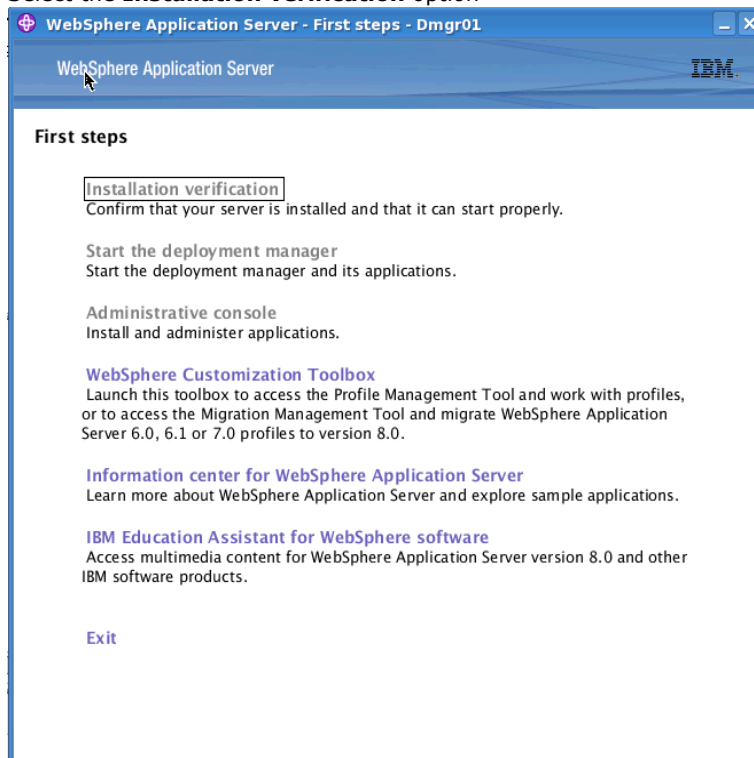 Select the Installation Verification option
WebSphere Application Server - First steps - Dmgr01
WebSphere Application Server
IBM.
First steps
Installation verification
Confirm that your server is installed and that it can start properly.
Start the deployment manager
Start the deployment manager and its applications.
Administrative console
Install and administer applications.
WebSphere Customization Toolbox
Launch this toolbox to access the Profile Management Tool and work with profiles,
or to access the Migration Management Tool and migrate WebSphere Application
Server 6.0, 6.1 or 7.0 profiles to version 8.0.
Information center for WebSphere Application Server
Learn more about WebSphere Application Server and explore sample applications.
IBM Education Assistant for WebSphere software
Access multimedia content for WebSphere Application Server version 8.0 and other
IBM software products.
Exit